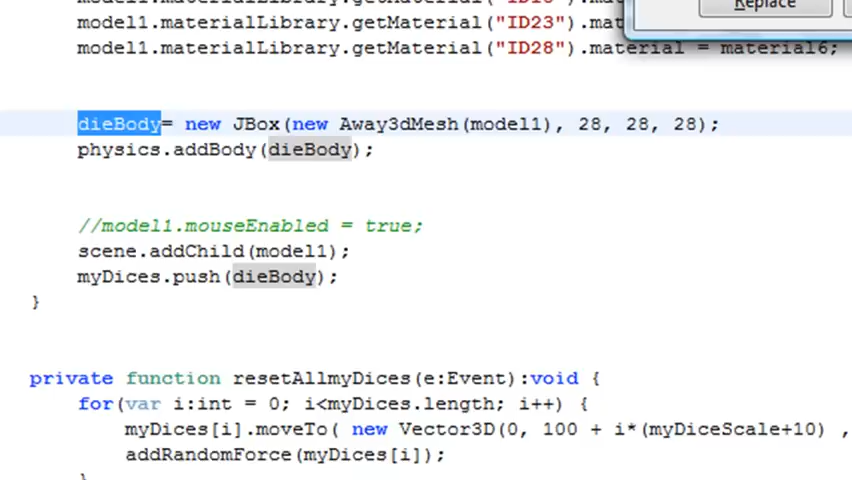 model1.materialLibrary.getMaterial("ID23").mat
Replace
model1.materialLibrary.getMaterial("ID28").material = material6;
dieBody= new JBox(new Away3dMesh(model1), 28, 28, 28);
physics.addBody(dieBody);
//model1.mouseEnabled = true;
scene.addChild(model1);
myDices.push(dieBody);
}
private function resetAllmyDices(e:Event):void {
for(var i:int = 0; i<myDices.length; i++) {
myDices[i].moveTo( new Vector3D(0, 100 + i*(myDiceScale+10) ,
addRandomForce(myDices[i]);